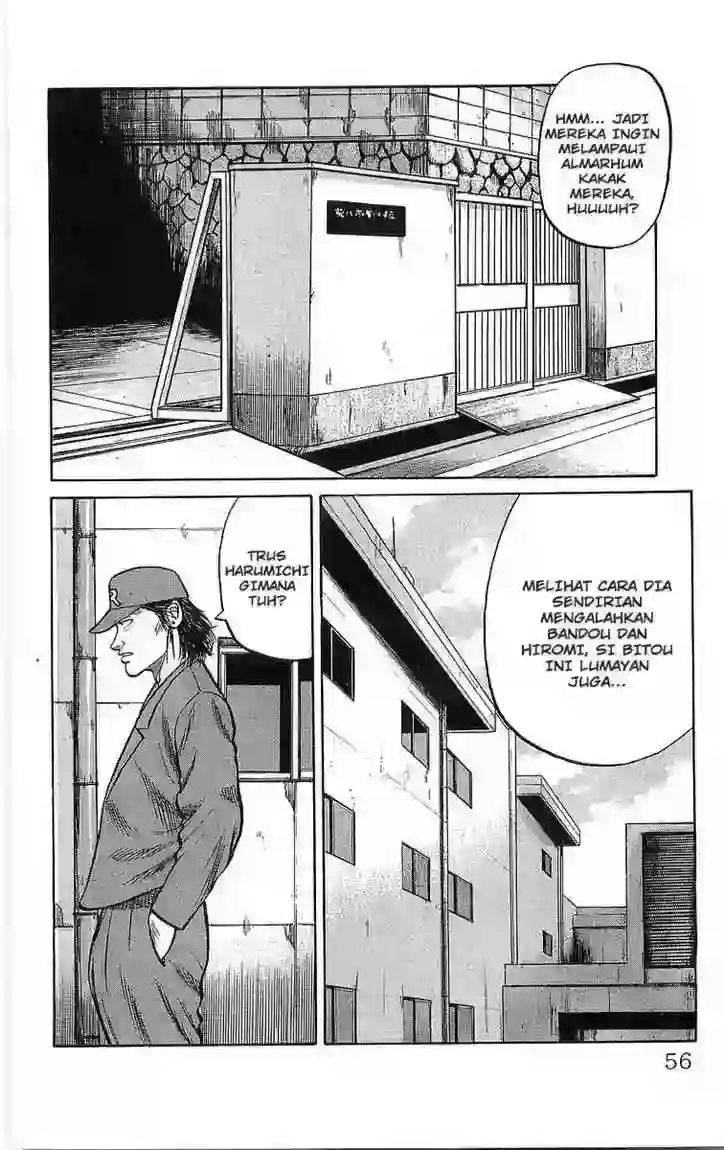 HMM... JADI
MEREKA INGIN
MELAMPAUI
ALMARHUM
KAKAK
MEREKA,
HUUUUH?
MELIHAT CARA DIA
SENDIRIAN
MENGALAHKAN
BANDOU DAN
HIROMI, SI BITOU
INI LUMAYAN
JUGA...
TRUS
HARUMICHI
GIMANA
TUH?
R
56